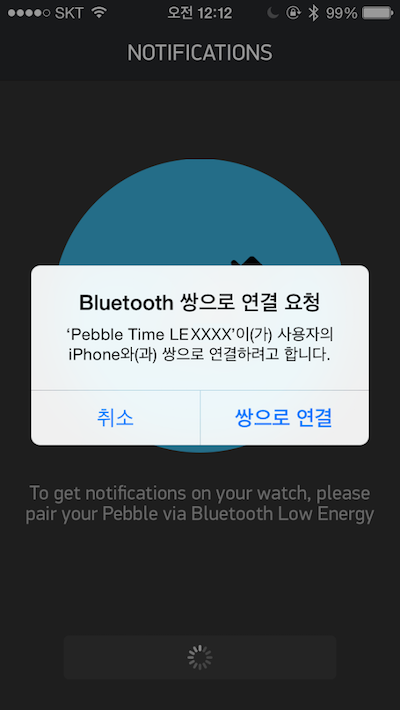 SKT 오전 12:12 99%
NOTIFICATIONS
Bluetooth 쌍으로 연결 요청
‘Pebble Time LE XXXX’이(가) 사용자의
iPhone와(과) 쌍으로 연결하려고 합니다.
취소 쌍으로 연결
To get notifications on your watch, please
pair your Pebble via Bluetooth Low Energy